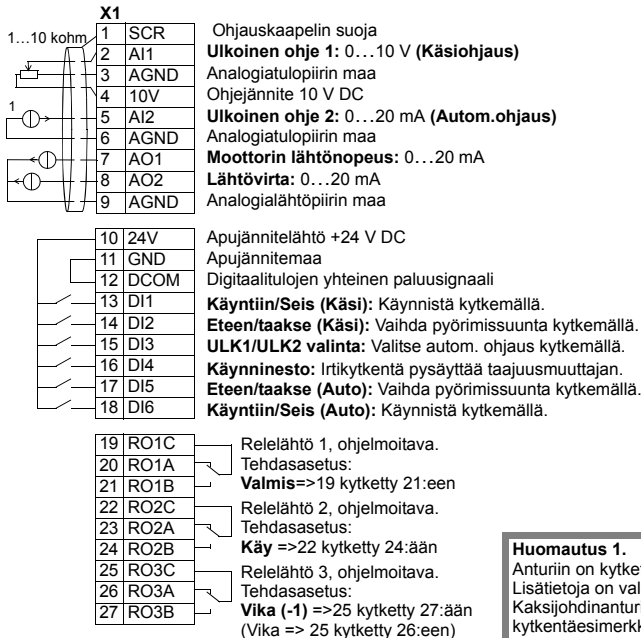 X1
1…10 kohm
1 SCR Ohjauskaapelin suoja
2 AI1 Ulkoinen ohje 1: 0…10 V (Käsiohjaus)
3 AGND Analogiatulopiirin maa
4 10V Ohjejännite 10 V DC
1
5 AI2 Ulkoinen ohje 2: 0…20 mA (Autom.ohjaus)
6 AGND Analogiatulopiirin maa
7 AO1 Moottorin lähtönopeus: 0…20 mA
8 AO2 Lähtövirta: 0…20 mA
9 AGND Analogialähtöpiirin maa
10 24V Apujännitelähtö +24 V DC
11 GND Apujännitemaa
12 DCOM Digitaalitulojen yhteinen paluusignaali
13 DI1 Käyntiin/Seis (Käsi): Käynnistä kytkemällä.
14 DI2 Eteen/taakse (Käsi): Vaihda pyörimissuunta kytkemällä.
15 DI3 ULK1/ULK2 valinta: Valitse autom. ohjaus kytkemällä.
16 DI4 Käynninesto: Irtikytkentä pysäyttää taajuusmuuttajan.
17 DI5 Eteen/taakse (Auto): Vaihda pyörimissuunta kytkemällä.
18 DI6 Käyntiin/Seis (Auto): Käynnistä kytkemällä.
19 RO1C Relelähtö 1, ohjelmoitava.
20 RO1A Tehdasasetus:
21 RO1B Valmis=>19 kytketty 21:een
22 RO2C Relelähtö 2, ohjelmoitava.
23 RO2A Tehdasasetus:
24 RO2B Käy =>22 kytketty 24:ään
25 RO3C Relelähtö 3, ohjelmoitava.
26 RO3A Tehdasasetus:
27 RO3B Vika (-1) =>25 kytketty 27:ään
(Vika => 25 kytketty 26:een)
Huomautus 1.
Anturiin on
Lisätietoja on